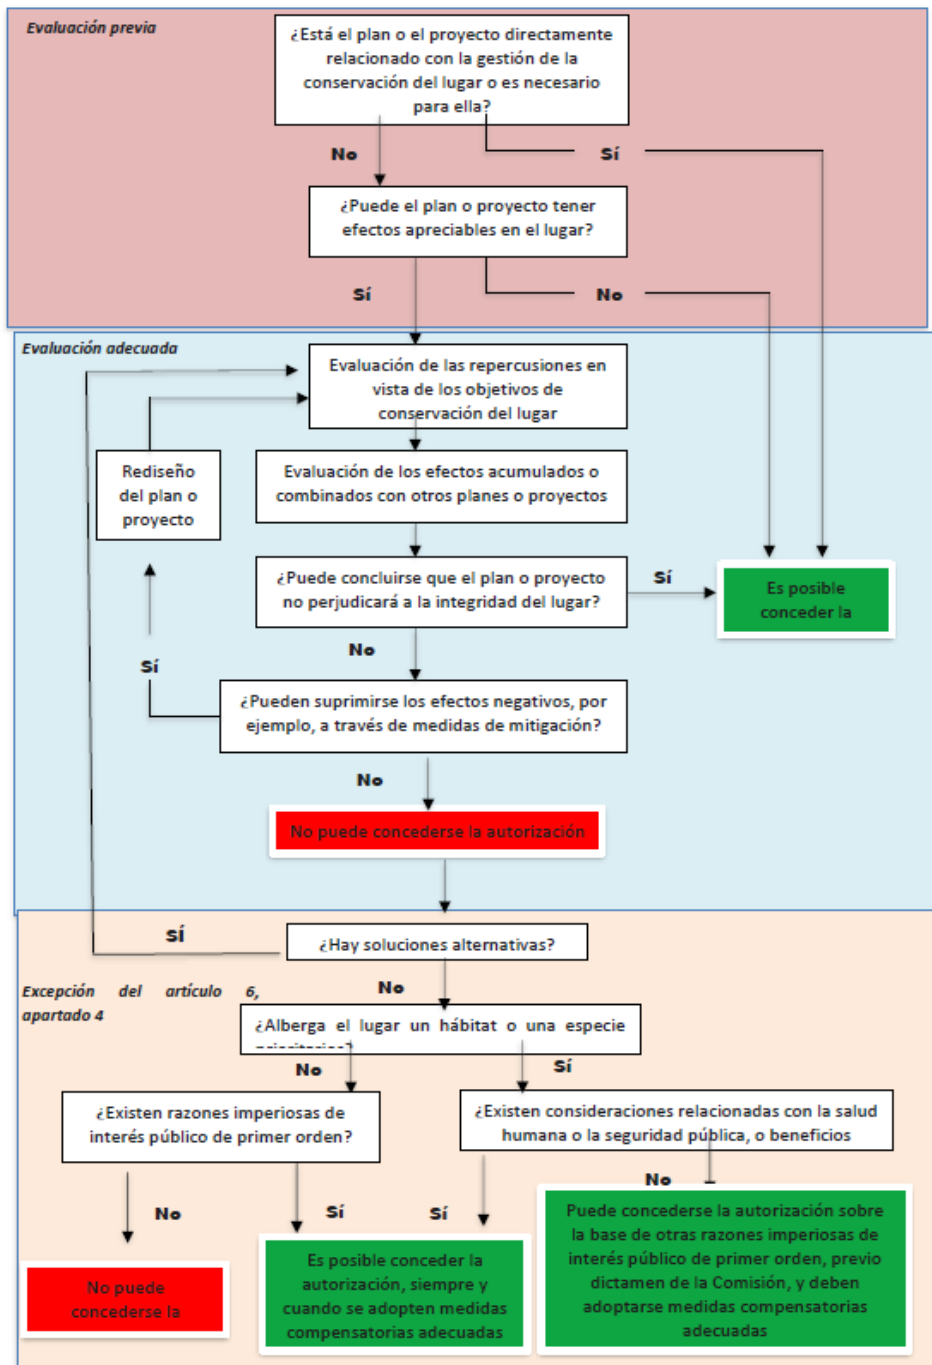 Evaluación previa
¿Está el plan o el proyecto directamente
relacionado con la gestión de la
conservación del lugar o es necesario
para ella?
No
Sí
¿Puede el plan o proyecto tener
efectos apreciables en el lugar?
Sí
No
Evaluación adecuada
Evaluación de las repercusiones en
vista de los objetivos de
conservación del lugar
Rediseño
del plan o
proyecto
Evaluación de los efectos acumulados o
combinados con otros planes o proyectos
¿Puede concluirse que el plan o proyecto
no perjudicará a la integridad del lugar?
Sí
Es posible
conceder la
No
Sí
¿Pueden suprimirse los efectos negativos, por
ejemplo, a través de medidas de mitigación?
No
No puede concederse la autorización
SÍ
¿Hay soluciones alternativas?
Excepción del artículo 6,
apartado 4
No
¿Alberga el lugar un hábitat o una especie
No
Sí
¿Existen razones imperiosas de
interés público de primer orden?
¿Existen consideraciones relacionadas con la salud
humana o la seguridad pública, o beneficios
No
Sí
Sí
No
No puede
concederse la
Es posible conceder la
autorización, siempre y
cuando se adopten medidas
compensatorias adecuadas
Puede concederse la autorización sobre
la base de otras razones imperiosas de
interés público de primer orden, previo
dictamen de la Comisión, y deben
adoptarse medidas compensatorias
adecuadas